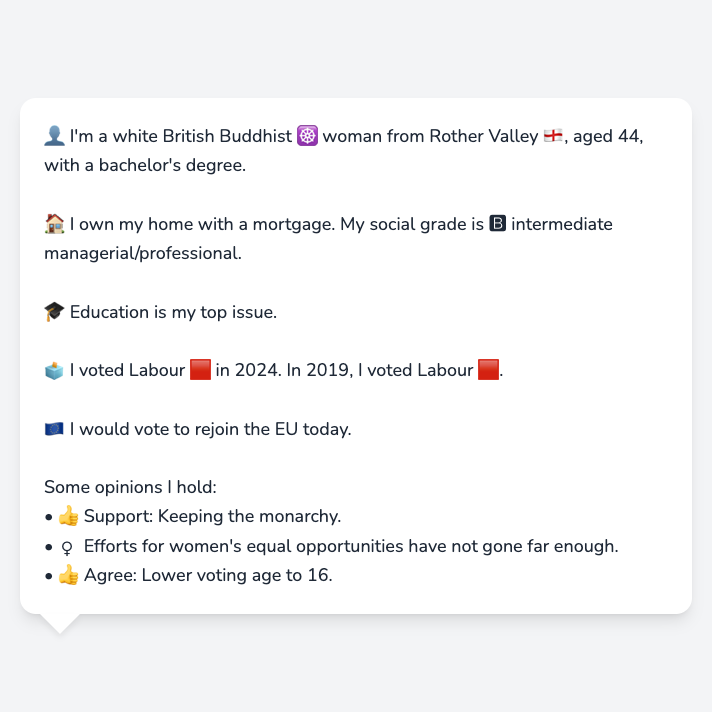 👤 I'm a white British Buddhist ☸️ woman from Rother Valley 🏴󠁧󠁢󠁥󠁮󠁧󠁿, aged 44,
with a bachelor's degree.
🏠 I own my home with a mortgage. My social grade is 🅱 intermediate
managerial/professional.
🎓 Education is my top issue.
🗳️ I voted Labour 🟥 in 2024. In 2019, I voted Labour 🟥.
🇪🇺 I would vote to rejoin the EU today.
Some opinions I hold:
• 👍 Support: Keeping the monarchy.
• ♀ Efforts for women's equal opportunities have not gone far enough.
• 👍 Agree: Lower voting age to 16.